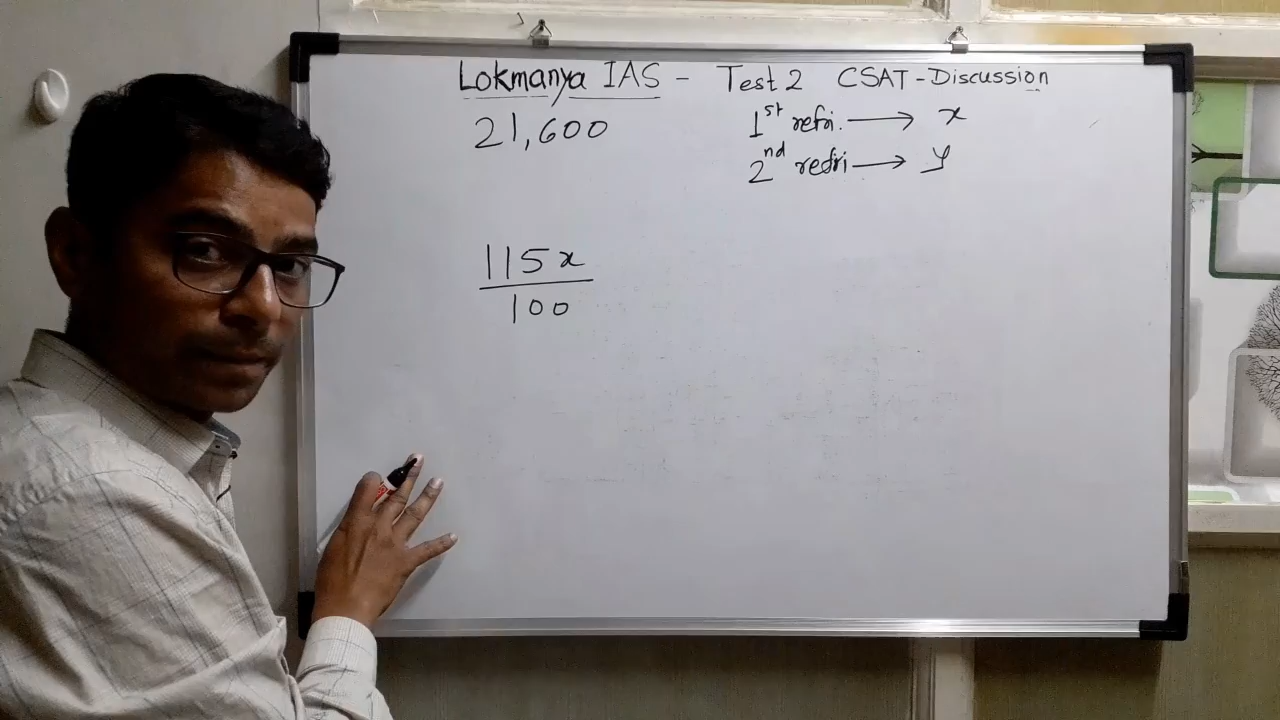 Lokmanya IAS - Test 2 CSAT - Discussion
21,600
1st refri. → x
2nd refri → y
115x
100